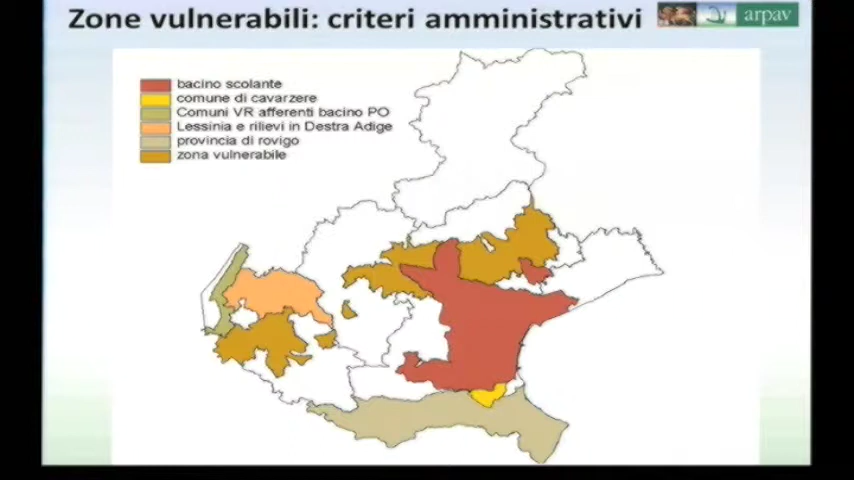 Zone vulnerabili: criteri amministrativi
arpav
bacino scolante
comune di cavarzere
Comuni VR afferenti bacino PO
Lessinia e rilievi in Destra Adige
provincia di rovigo
zona vulnerabile